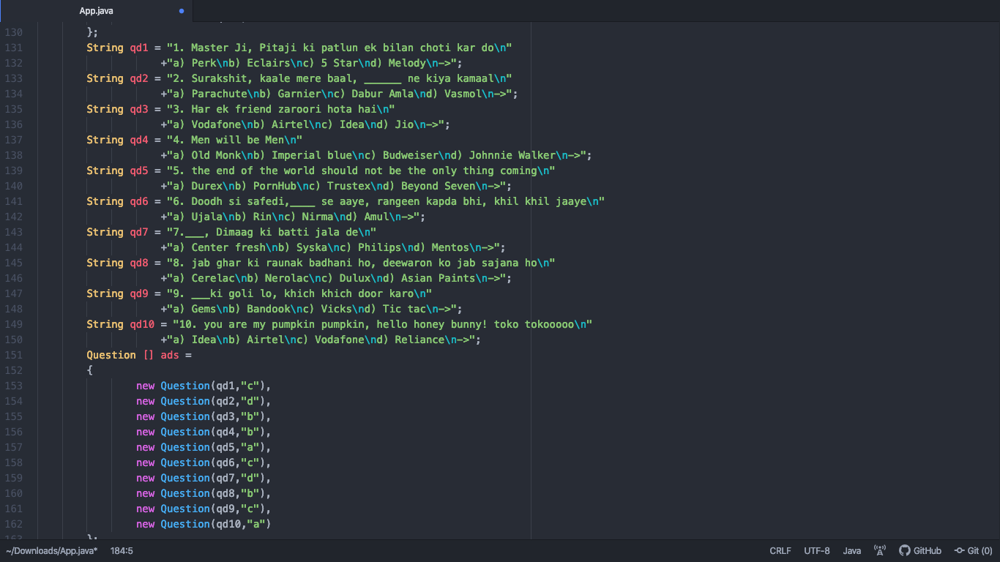 App.java
130 };
131 String qd1 = "1. Master Ji, Pitaji ki patlun ek bilan choti kar do\n"
132 +"a) Perk\nb) Eclairs\nc) 5 Star\nd) Melody\n->";
133 String qd2 = "2. Surakshit, kaale mere baal, ______ ne kiya kamaal\n"
134 +"a) Parachute\nb) Garnier\nc) Dabur Amla\nd) Vasmol\n->";
135 String qd3 = "3. Har ek friend zaroori hota hai\n"
136 +"a) Vodafone\nb) Airtel\nc) Idea\nd) Jio\n->";
137 String qd4 = "4. Men will be Men\n"
138 +"a) Old Monk\nb) Imperial blue\nc) Budweiser\nd) Johnnie Walker\n->";
139 String qd5 = "5. the end of the world should not be the only thing coming\n"
140 +"a) Durex\nb) PornHub\nc) Trustex\nd) Beyond Seven\n->";
141 String qd6 = "6. Doodh si safedi,____ se aaye, rangeen kapda bhi, khil khil jaaye\n"
142 +"a) Ujala\nb) Rin\nc) Nirma\nd) Amul\n->";
143 String qd7 = "7.___, Dimaag ki batti jala de\n"
144 +"a) Center fresh\nb) Syska\nc) Philips\nd) Mentos\n->";
145 String qd8 = "8. jab ghar ki raunak badhani ho, deewaron ko jab sajana ho\n"
146 +"a) Cerelac\nb) Nerolac\nc) Dulux\nd) Asian Paints\n->";
147 String qd9 = "9. ___ki goli lo, khich khich door karo\n"
148 +"a) Gems\nb) Bandook\nc) Vicks\nd) Tic tac\n->";
149 String qd10 = "10. you are my pumpkin pumpkin, hello honey bunny! toko tokooooo\n"
150 +"a) Idea\nb) Airtel\nc) Vodafone\nd) Reliance\n->";
151 Question [] ads =
152 {
153 new Question(qd1,"c"),
154 new Question(qd2,"d"),
155 new Question(qd3,"b"),
156 new Question(qd4,"b"),
157 new Question(qd5,"a"),
158 new Question(qd6,"c"),
159 new Question(qd7,"d"),
160 new Question(qd8,"b"),
161 new Question(qd9,"c"),
162 new Question(qd10,"a")
163 };
~/Downloads/App.java* 184:5 CRLF UTF-8 Java GitHub Git (0)